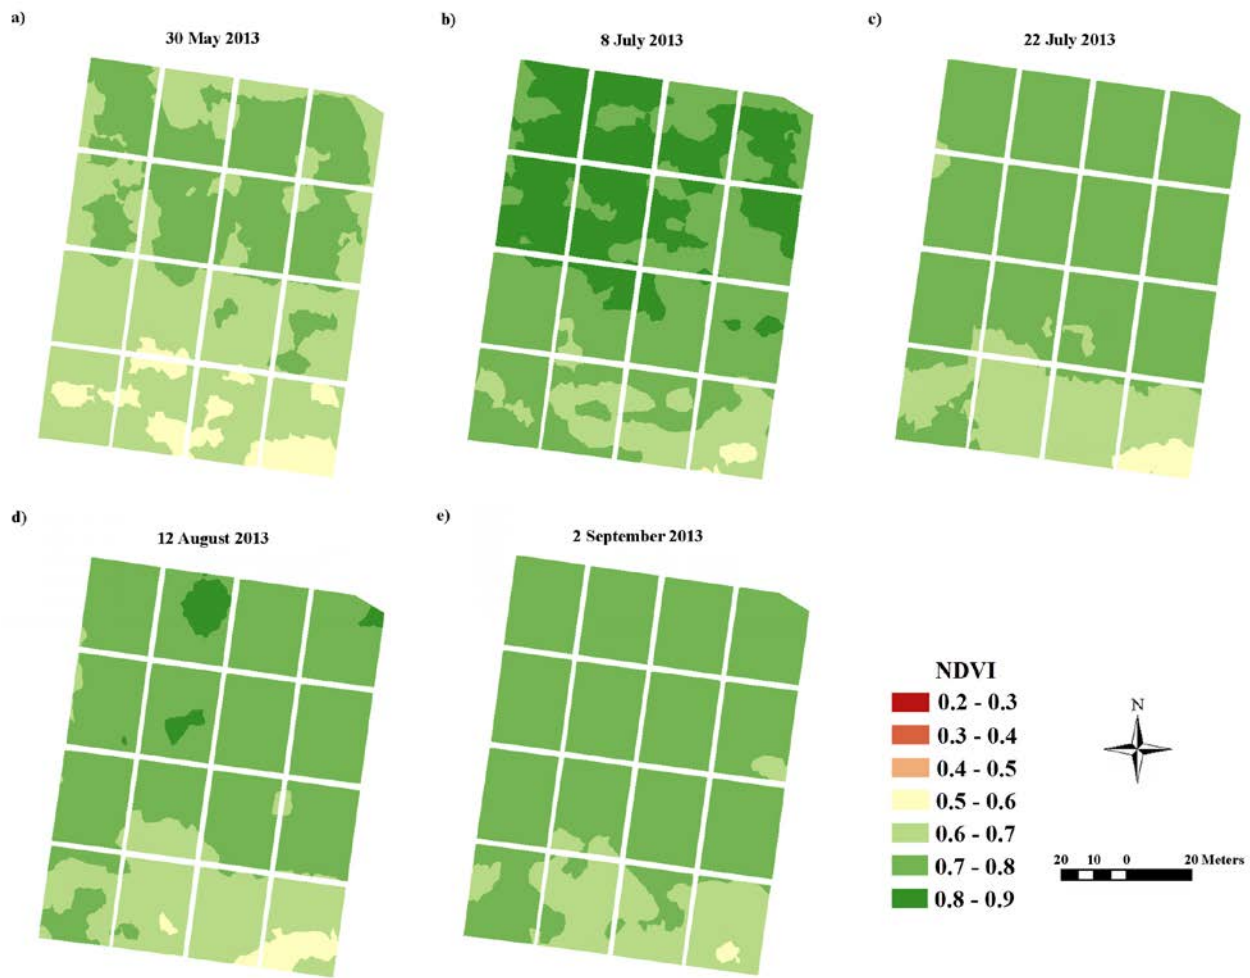 a)
30 May 2013
b)
8 July 2013
c)
22 July 2013
d)
12 August 2013
e)
2 September 2013
NDVI
0.2 - 0.3
0.3 - 0.4
0.4 - 0.5
0.5 - 0.6
0.6 - 0.7
0.7 - 0.8
0.8 - 0.9
N
20 10 0 20 Meters